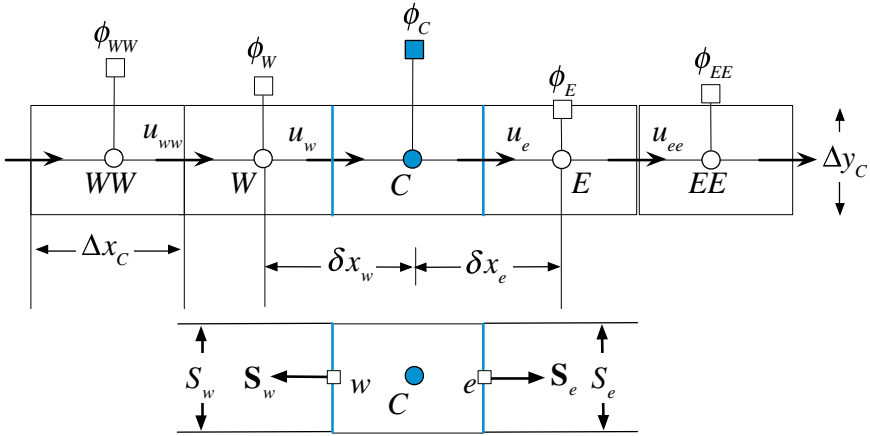 ϕ_WW ϕ_W ϕ_C ϕ_E ϕ_EE
u_ww u_w u_e u_ee
WW W C E EE Δy_C
Δx_C δx_w δx_e
S_w S_w w C e S_e S_e